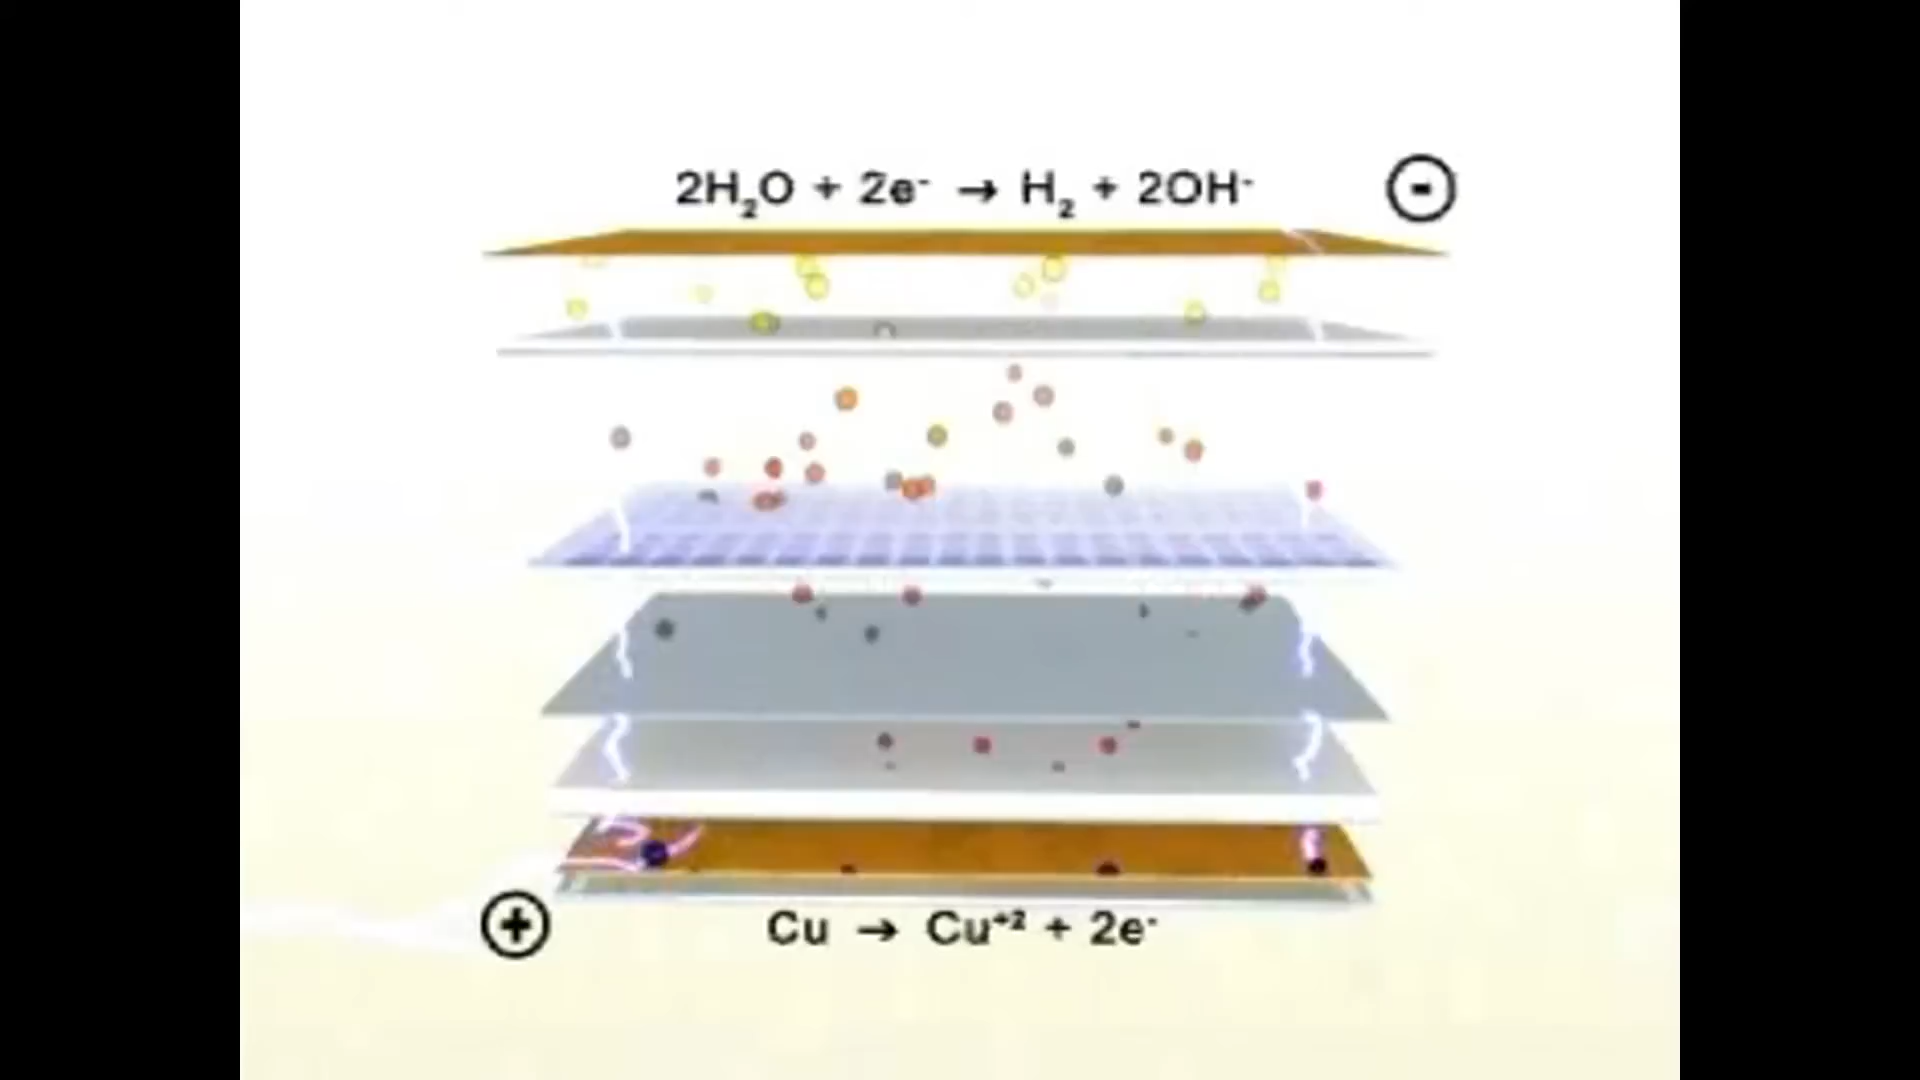 2H₂O + 2e⁻ → H₂ + 2OH⁻ -
+ Cu → Cu⁺² + 2e⁻